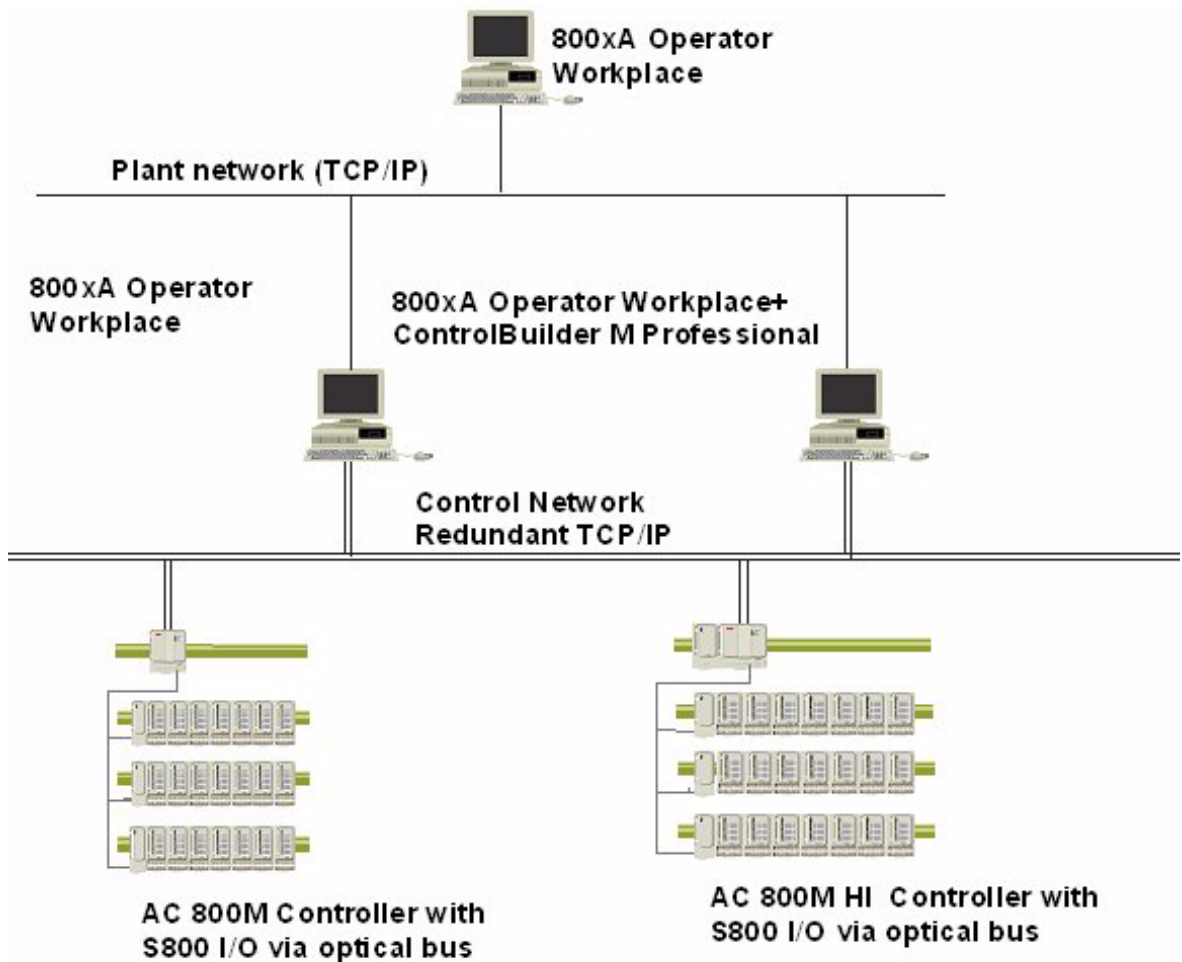 800xA Operator
Workplace
Plant network (TCP/IP)
800xA Operator
Workplace
800xA Operator Workplace+
ControlBuilder M Professional
Control Network
Redundant TCP/IP
AC 800M Controller with
S800 I/O via optical bus
AC 800M HI Controller with
S800 I/O via optical bus